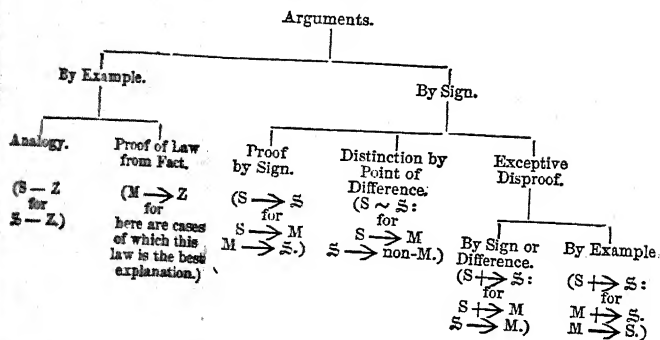 Arguments.
By Example.
By Sign.
Analogy.
(S — Z
for
𝔖 — Z.)
Proof of Law
from Fact.
(M → Z
for
here are cases
of which this
law is the best
explanation.)
Proof
by Sign.
(S → 𝔖
for
S → M
M → 𝔖.)
Distinction by
Point of
Difference.
(S ~ 𝔖:
for
S → M
𝔖 → non-M.)
Exceptive
Disproof.
By Sign or
Difference.
(S +→ 𝔖:
for
S +→ M
𝔖 → M.)
By Example.
(S +→ 𝔖:
for
M +→ 𝔖.
M → S.)